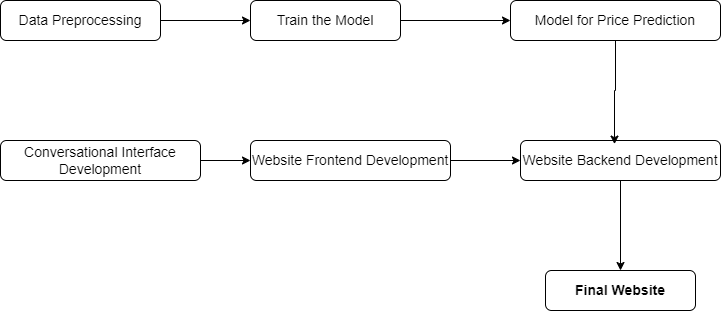 Data Preprocessing
Train the Model
Model for Price Prediction
Conversational Interface
Development
Website Frontend Development
Website Backend Development
Final Website